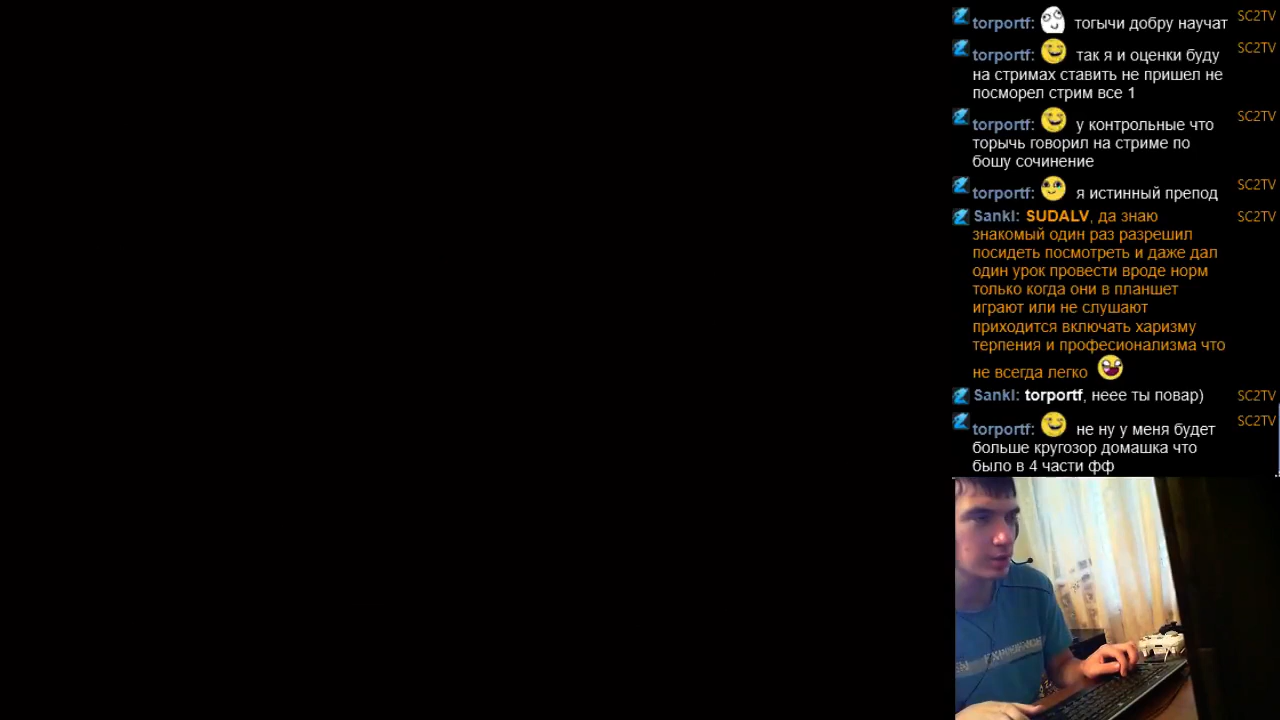 torportf: тогычи добру научат SC2TV
torportf: так я и оценки буду SC2TV
на стримах ставить не пришел не
посморел стрим все 1
torportf: у контрольные что SC2TV
торычь говорил на стриме по
бошу сочинение
torportf: я истинный препод SC2TV
Sankl: SUDALV, да знаю SC2TV
знакомый один раз разрешил
посидеть посмотреть и даже дал
один урок провести вроде норм
только когда они в планшет
играют или не слушают
приходится включать харизму
терпения и професионализма что
не всегда легко
Sankl: torportf, неее ты повар) SC2TV
torportf: не ну у меня будет SC2TV
больше кругозор домашка что
было в 4 части фф